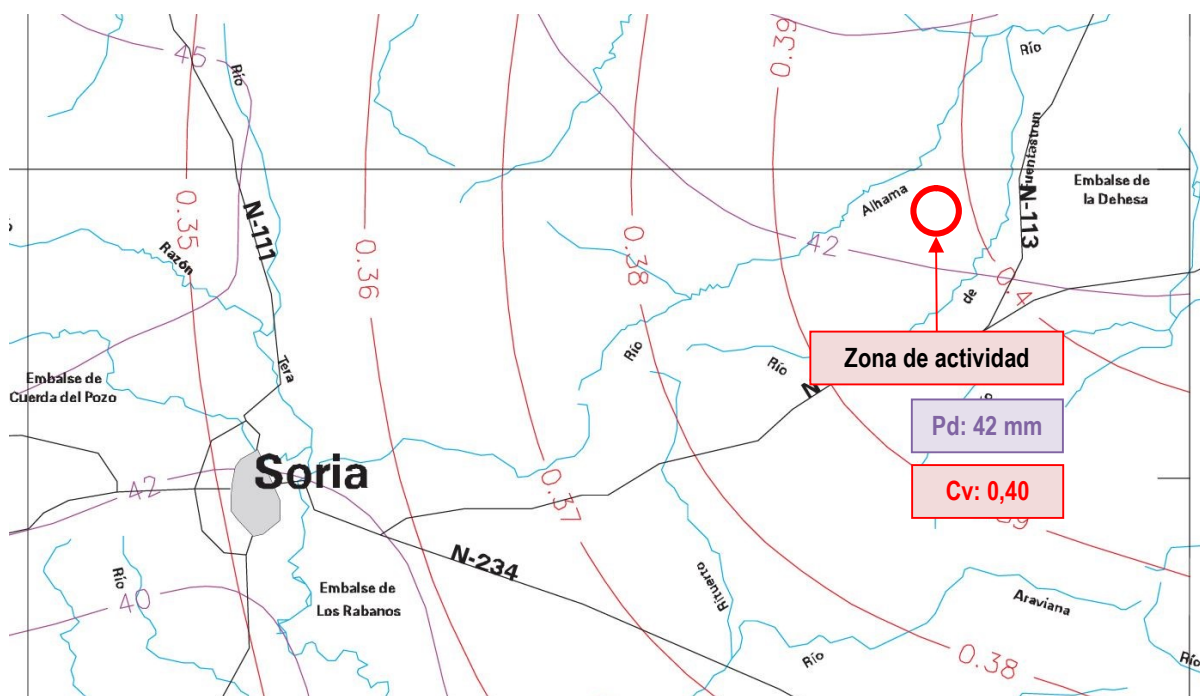 45
Río
0.39
Río
Fuentastrun
Embalse de
la Dehesa
Alhama
N-113
0.35
N-111
Razón
0.36
0.38
42
0.4
de
Río
Zona de actividad
Río
Tera
N
Embalse de
Cuerda del Pozo
Pd: 42 mm
Soria
42
0.37
Cv: 0,40
N-234
Río
40
Embalse de
Los Rabanos
Rituerto
Araviana
Río
0.38
Río